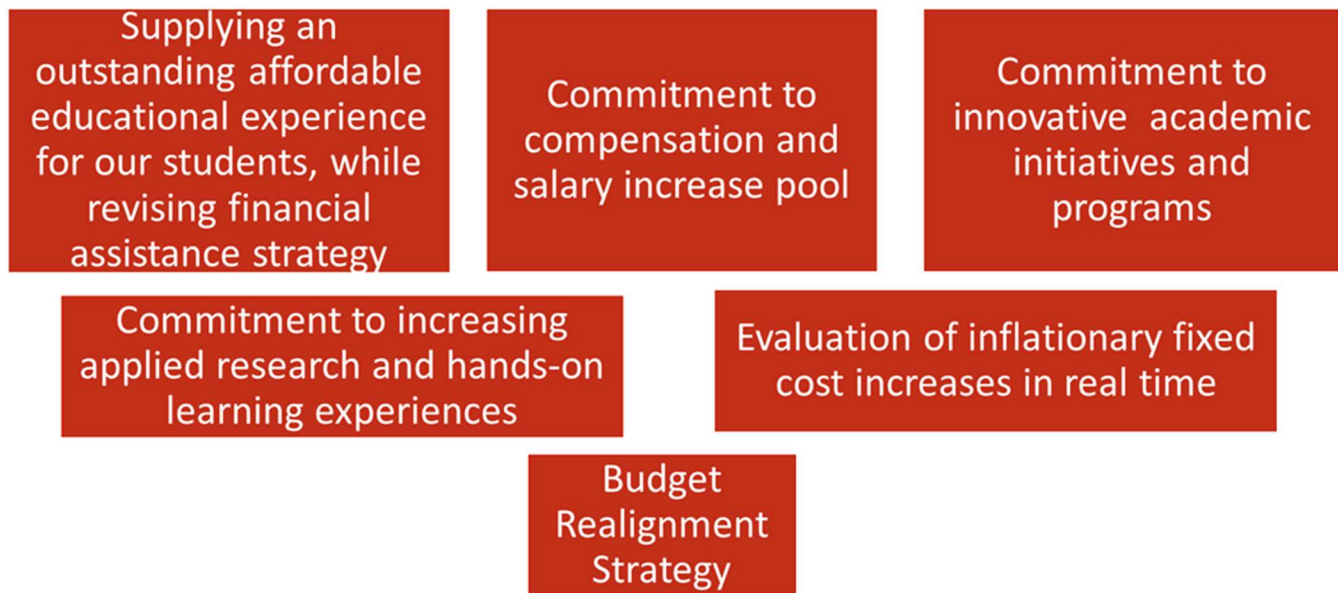 Supplying an
outstanding affordable
educational experience
for our students, while
revising financial
assistance strategy
Commitment to
compensation and
salary increase pool
Commitment to
innovative academic
initiatives and
programs
Commitment to increasing
applied research and hands-on
learning experiences
Evaluation of inflationary fixed
cost increases in real time
Budget
Realignment
Strategy